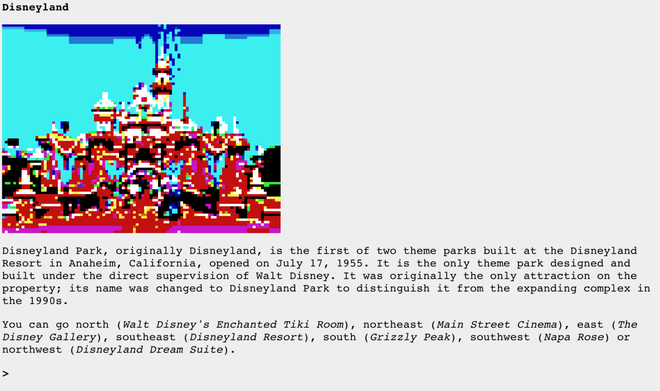 Disneyland
Disneyland Park, originally Disneyland, is the first of two theme parks built at the Disneyland
Resort in Anaheim, California, opened on July 17, 1955. It is the only theme park designed and
built under the direct supervision of Walt Disney. It was originally the only attraction on the
property; its name was changed to Disneyland Park to distinguish it from the expanding complex in
the 1990s.
You can go north (Walt Disney's Enchanted Tiki Room), northeast (Main Street Cinema), east (The
Disney Gallery), southeast (Disneyland Resort), south (Grizzly Peak), southwest (Napa Rose) or
northwest (Disneyland Dream Suite).
>